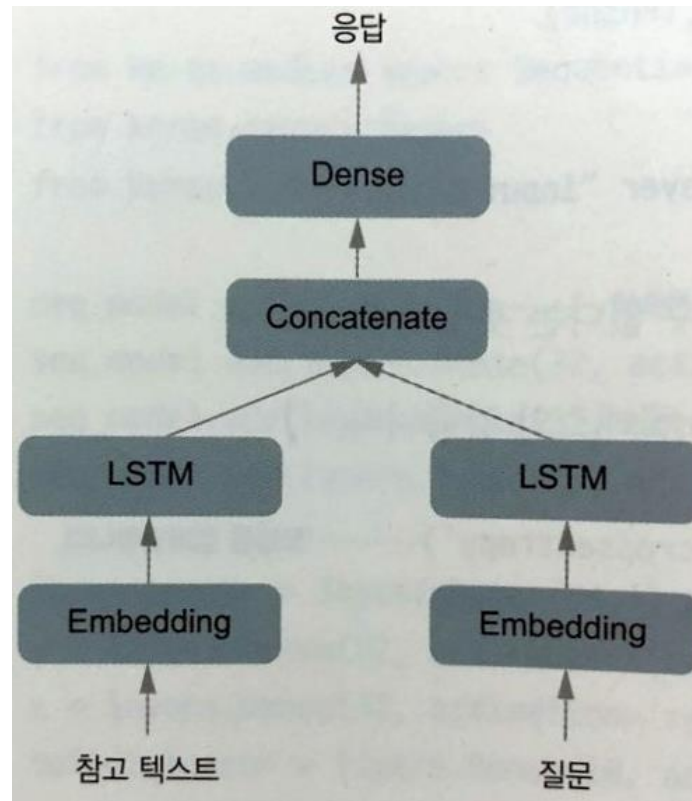 응답
Dense
Concatenate
LSTM LSTM
Embedding Embedding
참고 텍스트 질문